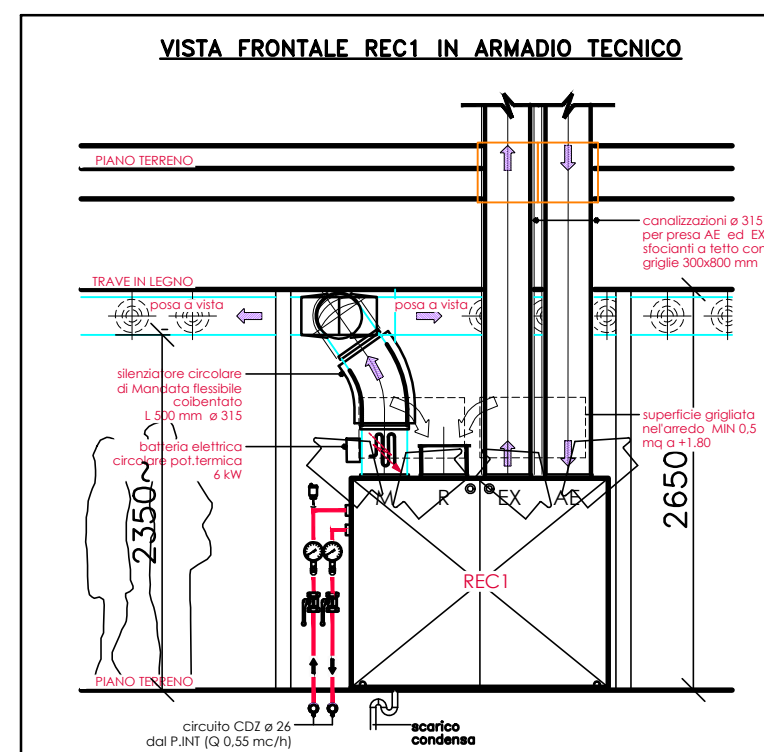 VISTA FRONTALE REC1 IN ARMADIO TECNICO
PIANO TERRENO
canalizzazioni ø 315
per presa AE ed EX
sfocianti a tetto con
griglie 300x800 mm
TRAVE IN LEGNO
posa a vista
posa a vista
silenziatore circolare
di Mandata flessibile
coibentato
L 500 mm ø 315
superficie grigliata
nell'arredo MIN 0,5
mq a +1.80
batteria elettrica
circolare pot.termica
6 kW
2350~
2650
M
R
EX
AE
REC1
PIANO TERRENO
circuito CDZ ø 26
dal P.INT (Q 0,55 mc/h)
scarico
condensa